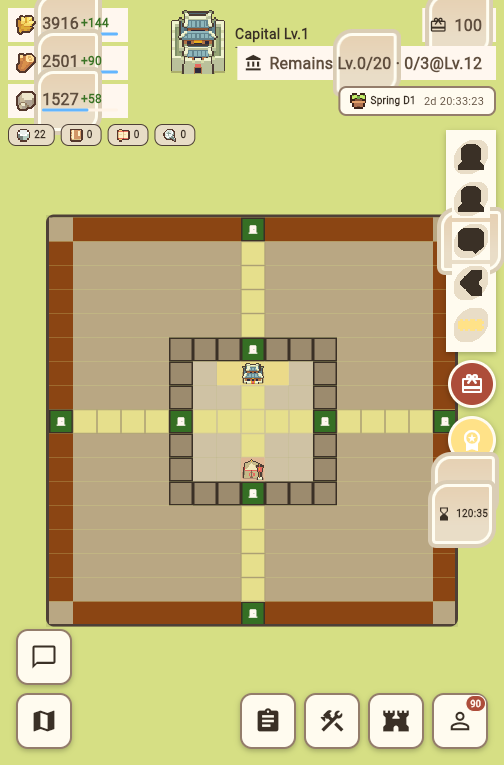 3916 +144
2501 +90
1527 +58
Capital Lv.1
100
Remains Lv.0/20 · 0/3@Lv.12
Spring D1 2d 20:33:23
22 0 0 0
120:35
90